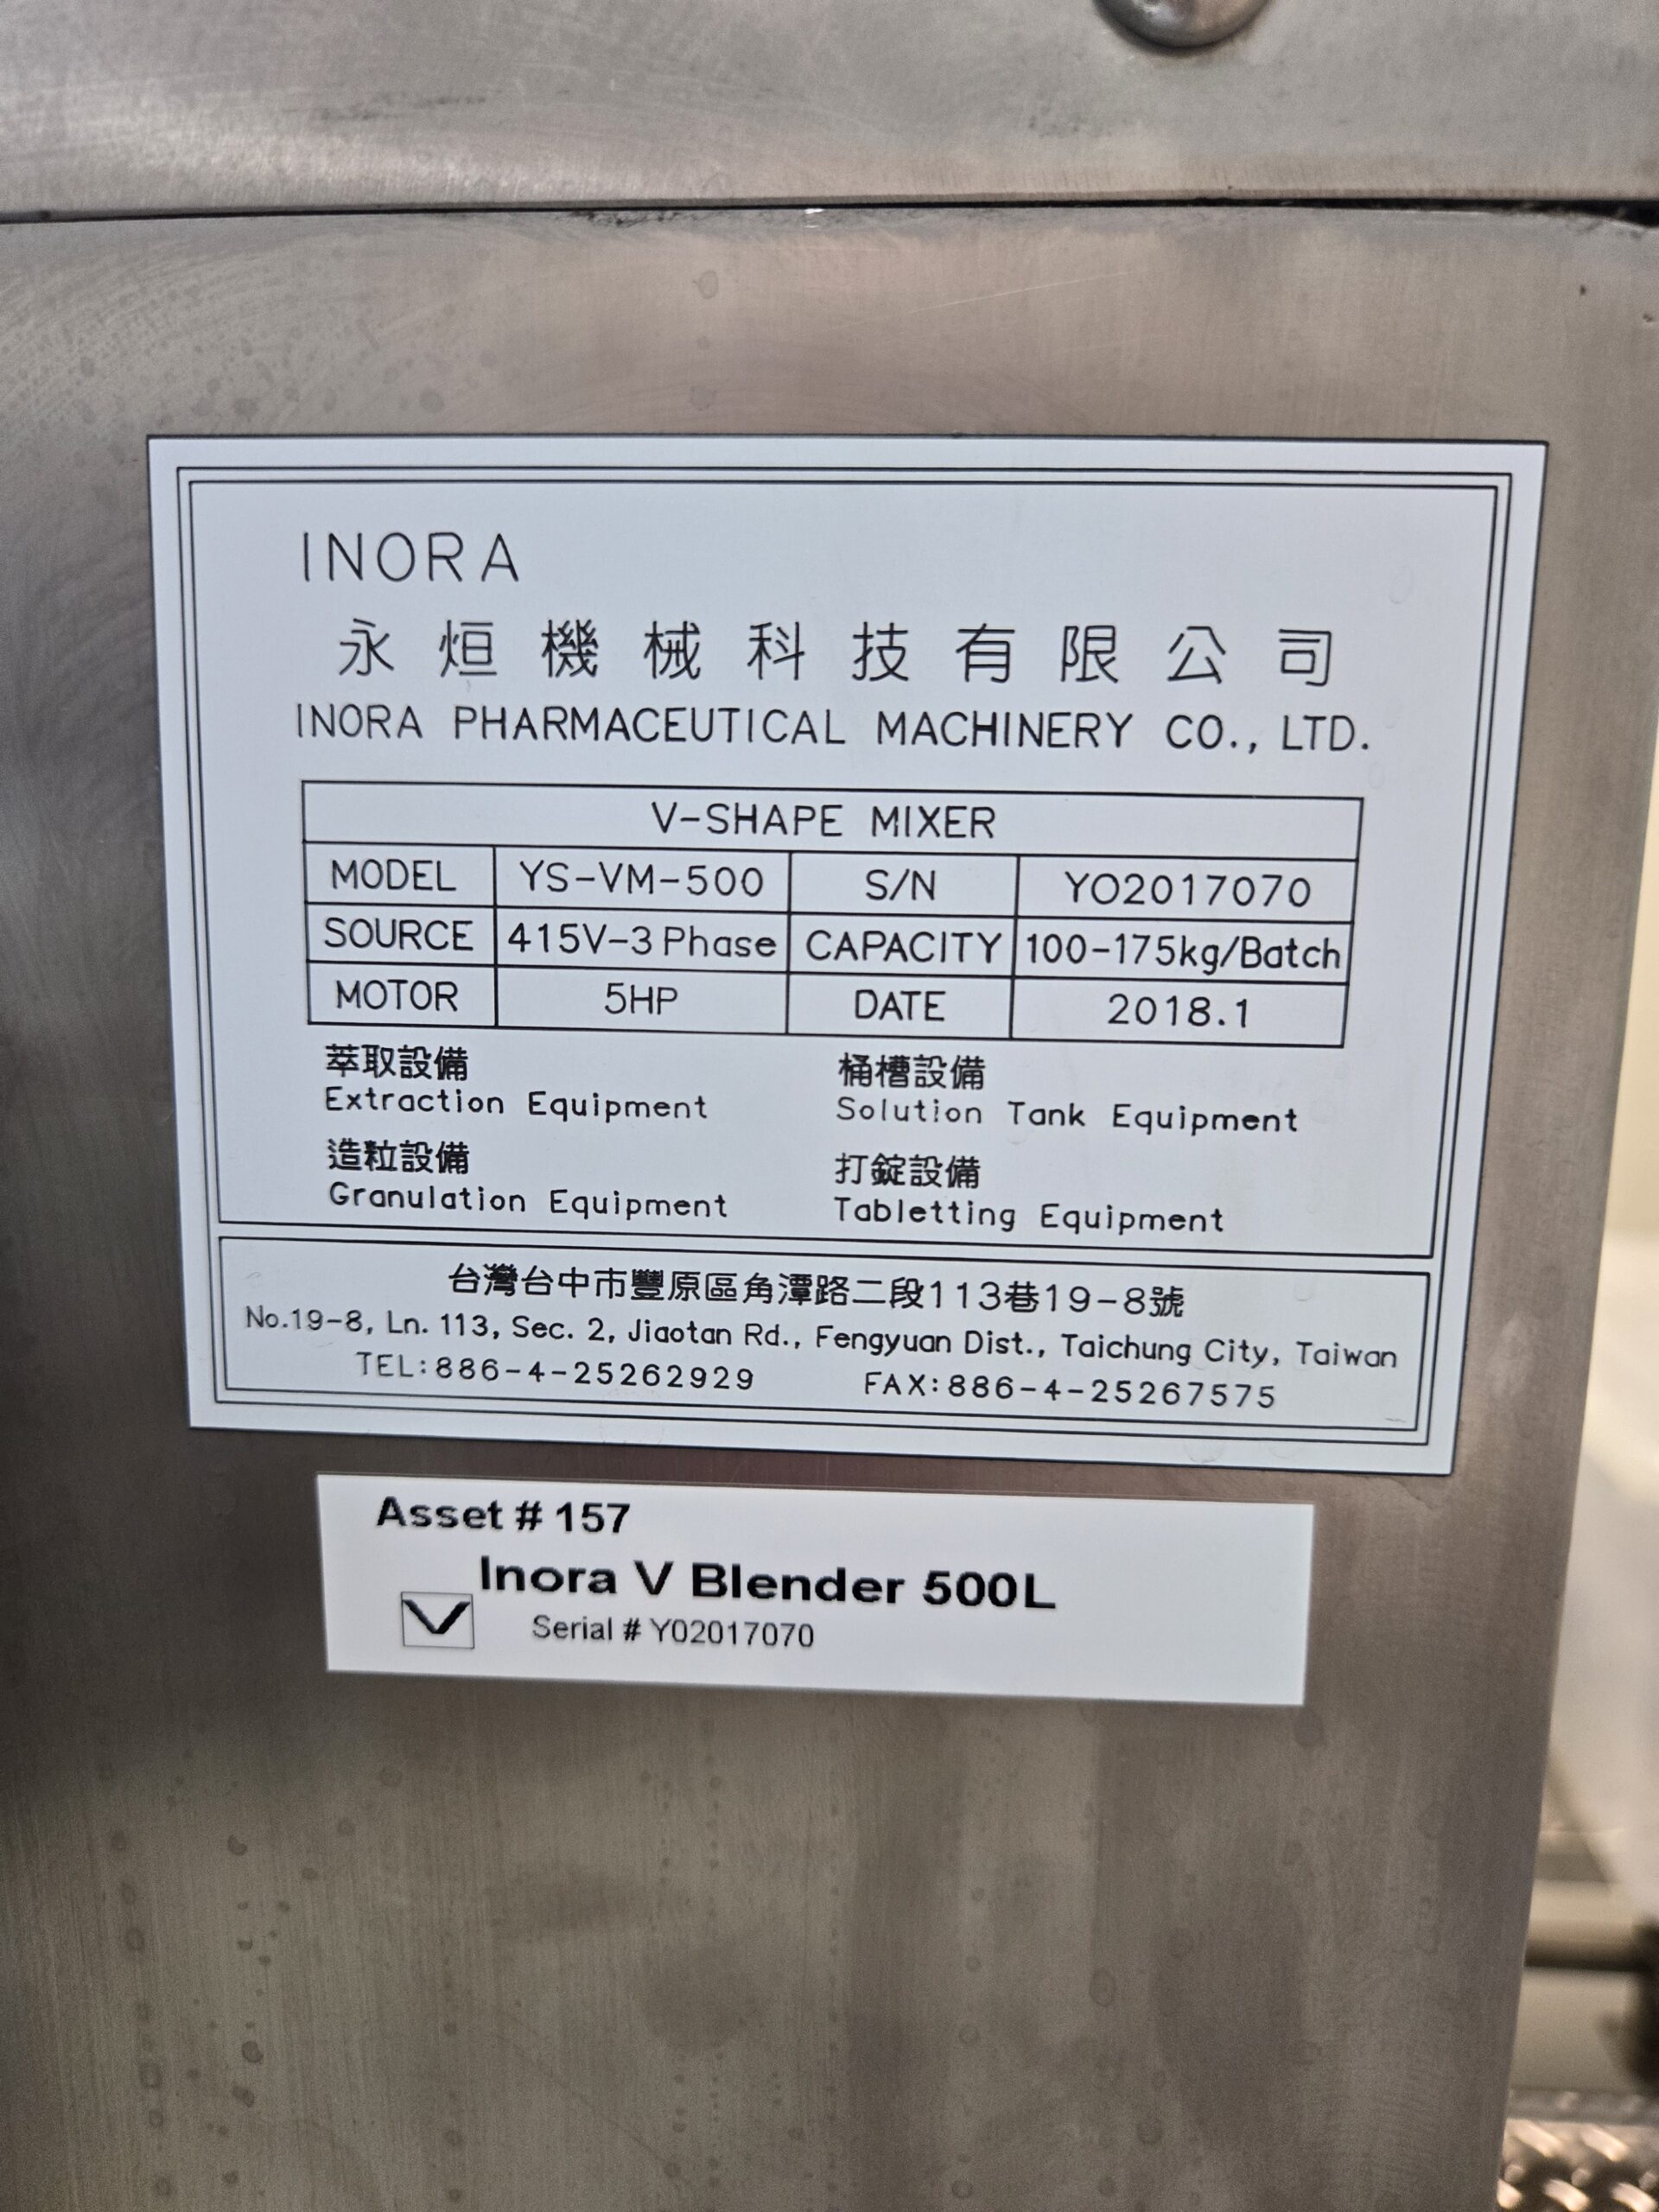 INORA
永烜機械科技有限公司
INORA PHARMACEUTICAL MACHINERY CO., LTD.
V-SHAPE MIXER
MODEL YS-VM-500 S/N YO2017070
SOURCE 415V-3 Phase CAPACITY 100-175kg/Batch
MOTOR 5HP DATE 2018.1
萃取設備 桶槽設備
Extraction Equipment Solution Tank Equipment
造粒設備 打錠設備
Granulation Equipment Tabletting Equipment
台灣台中市豐原區角潭路二段113巷19-8號
No.19-8, Ln. 113, Sec. 2, Jiaotan Rd., Fengyuan Dist., Taichung City, Taiwan
TEL:886-4-25262929 FAX:886-4-25267575
Asset # 157
Inora V Blender 500L
Serial # Y02017070